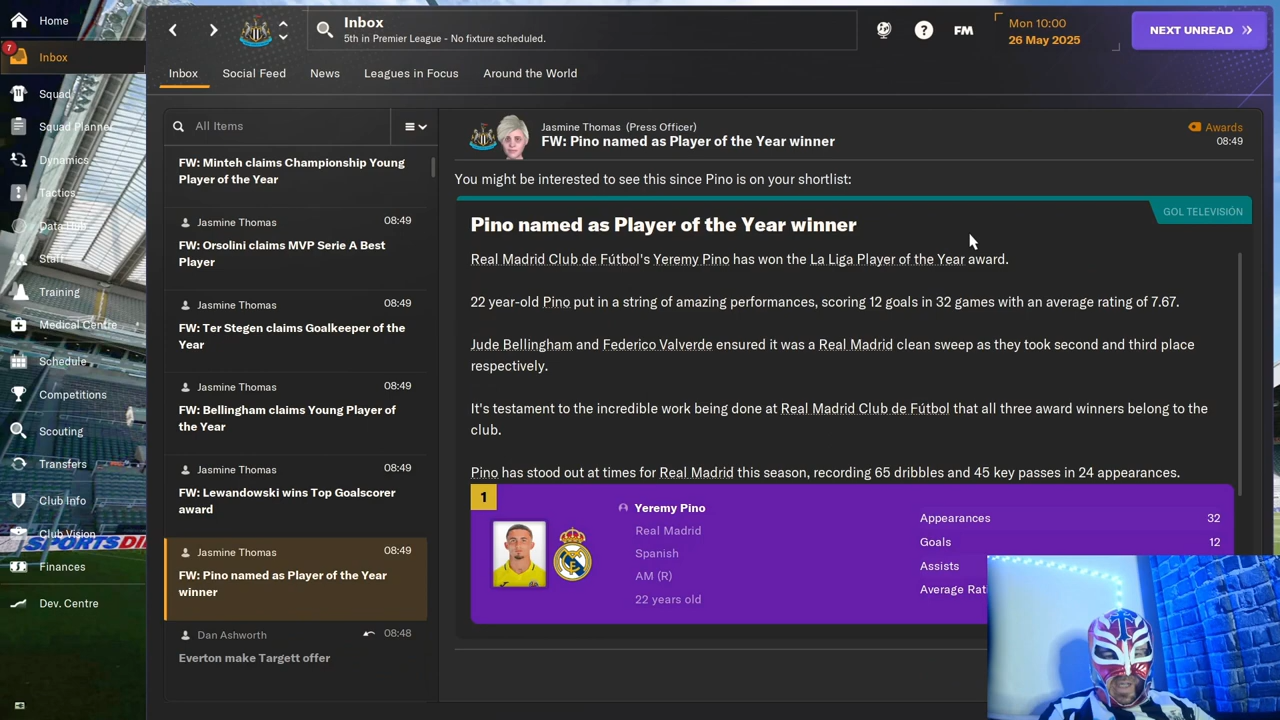 Home
7
Inbox
Squad
Squad Planner
Dynamics
Tactics
Data Hub
Staff
Training
Medical Centre
Schedule
Competitions
Scouting
Transfers
Club Info
Club Vision
SPORTS DI
Finances
Dev. Centre
Inbox
5th in Premier League - No fixture scheduled.
?
FM
Mon 10:00
26 May 2025
NEXT UNREAD
Inbox
Social Feed
News
Leagues in Focus
Around the World
All Items
FW: Minteh claims Championship Young
Player of the Year
Jasmine Thomas 08:49
FW: Orsolini claims MVP Serie A Best
Player
Jasmine Thomas 08:49
FW: Ter Stegen claims Goalkeeper of the
Year
Jasmine Thomas 08:49
FW: Bellingham claims Young Player of
the Year
Jasmine Thomas 08:49
FW: Lewandowski wins Top Goalscorer
award
Jasmine Thomas 08:49
FW: Pino named as Player of the Year
winner
Dan Ashworth 08:48
Everton make Targett offer
Jasmine Thomas (Press Officer)
FW: Pino named as Player of the Year winner
Awards
08:49
You might be interested to see this since Pino is on your shortlist:
GOL TELEVISIÓN
Pino named as Player of the Year winner
Real Madrid Club de Fútbol's Yeremy Pino has won the La Liga Player of the Year award.
22 year-old Pino put in a string of amazing performances, scoring 12 goals in 32 games with an average rating of 7.67.
Jude Bellingham and Federico Valverde ensured it was a Real Madrid clean sweep as they took second and third place
respectively.
It's testament to the incredible work being done at Real Madrid Club de Fútbol that all three award winners belong to the
club.
Pino has stood out at times for Real Madrid this season, recording 65 dribbles and 45 key passes in 24 appearances.
1
Yeremy Pino
Real Madrid
Spanish
AM (R)
22 years old
Appearances 32
Goals 12
Assists
Average Rati